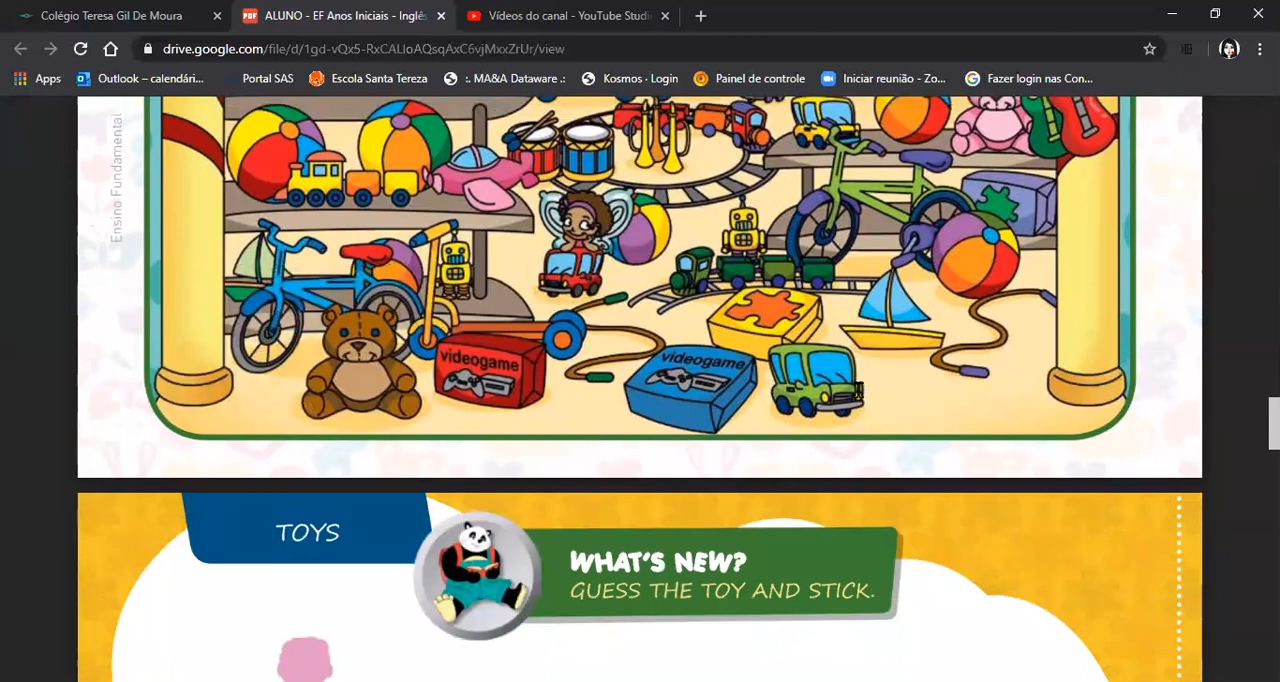 Colégio Teresa Gil De Moura
ALUNO - EF Anos Iniciais - Inglês
Vídeos do canal - YouTube Studi
drive.google.com/file/d/1gd-vQx5-RxCALIoAQsqAxC6vjMxxZrUr/view
Apps
Outlook – calendári...
Portal SAS
Escola Santa Tereza
:. MA&A Dataware .:
Kosmos · Login
Painel de controle
Iniciar reunião - Zo...
Fazer login nas Con...
Ensino Fundamental
videogame
videogame
TOYS
WHAT'S NEW?
GUESS THE TOY AND STICK.